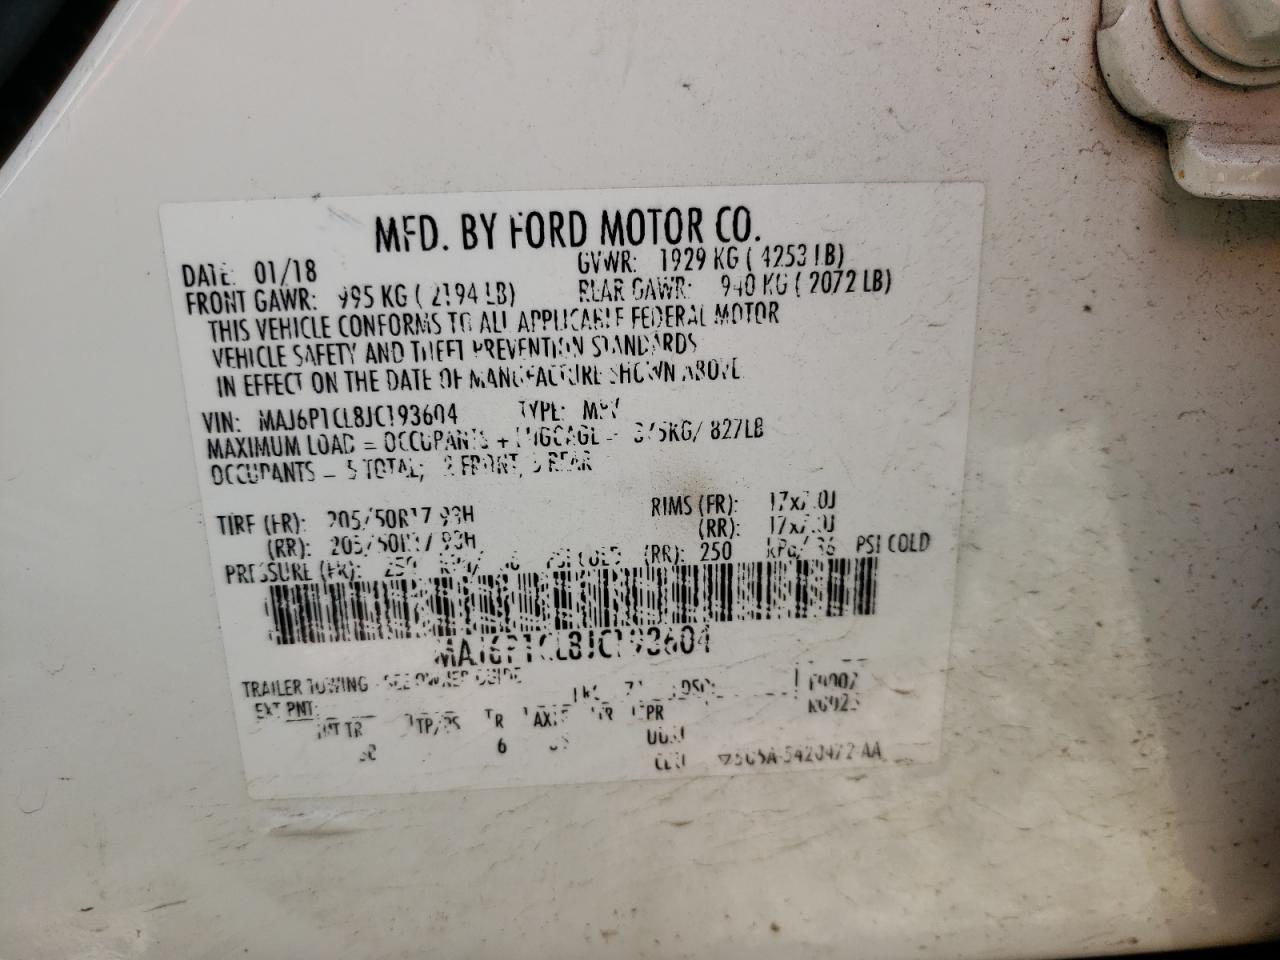 MFD. BY FORD MOTOR CO.
DATE: 01/18 GVWR: 1929 KG ( 4253 LB)
FRONT GAWR: 995 KG ( 2194 LB) REAR GAWR: 940 KG ( 2072 LB)
THIS VEHICLE CONFORMS TO ALL APPLICABLE FEDERAL MOTOR
VEHICLE SAFETY AND THEFT PREVENTION STANDARDS
IN EFFECT ON THE DATE OF MANUFACTURE SHOWN ABOVE.
VIN: MAJ6P1CL8JC193604 TYPE: MPV
MAXIMUM LOAD = OCCUPANTS + LUGGAGE = 375KG/ 827LB
OCCUPANTS = 5 TOTAL; 2 FRONT, 3 REAR
TIRE (FR): 205/50R17 93H RIMS (FR): 17x7.0J
(RR): 205/50R17 93H (RR): 17x7.0J
PRESSURE (FR): 250 KPa/ 36 PSI COLD (RR): 250 KPa/ 36 PSI COLD
MAJ6P1CL8JC193604
TRAILER TOWING - SEE OWNER GUIDE
EXT PNT: DSO:
INT TR TP/PS R AXLE TR SPR
6